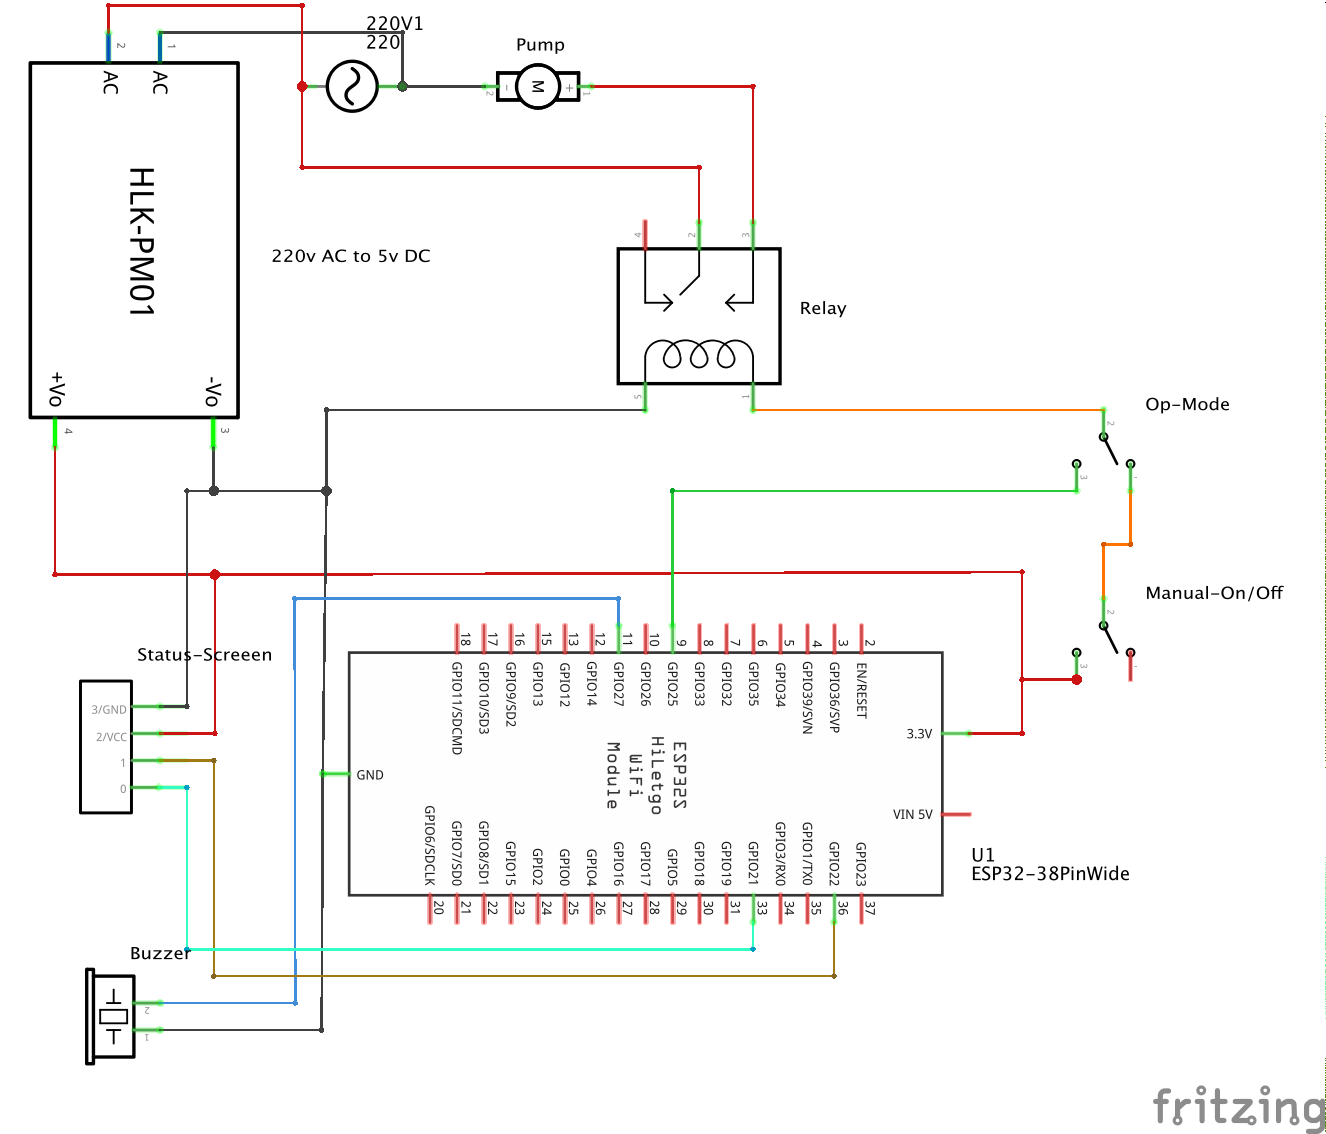 220V1
220
Pump
2
1
AC
AC
M
-
+
2
1
HLK-PM01
220v AC to 5v DC
4
2
3
Relay
+Vo
-Vo
4
3
5
1
Op-Mode
2
3
1
Manual-On/Off
2
3
1
Status-Screeen
3/GND
2/VCC
1
0
18
17
16
15
13
12
11
10
9
8
7
6
5
4
3
2
GPIO11/SDCMD
GPIO10/SD3
GPIO9/SD2
GPIO13
GPIO12
GPIO14
GPIO27
GPIO26
GPIO25
GPIO33
GPIO32
GPIO35
GPIO34
GPIO39/SVN
GPIO36/SVP
EN/RESET
3.3V
GND
ESP32S
HiLetgo
WiFi
Module
VIN 5V
GPIO6/SDCLK
GPIO7/SD0
GPIO8/SD1
GPIO15
GPIO2
GPIO0
GPIO4
GPIO16
GPIO17
GPIO5
GPIO18
GPIO19
GPIO21
GPIO3/RX0
GPIO1/TX0
GPIO22
GPIO23
20
21
22
23
24
25
26
27
28
29
30
31
33
34
35
36
37
U1
ESP32-38PinWide
Buzzer
2
1
fritzing